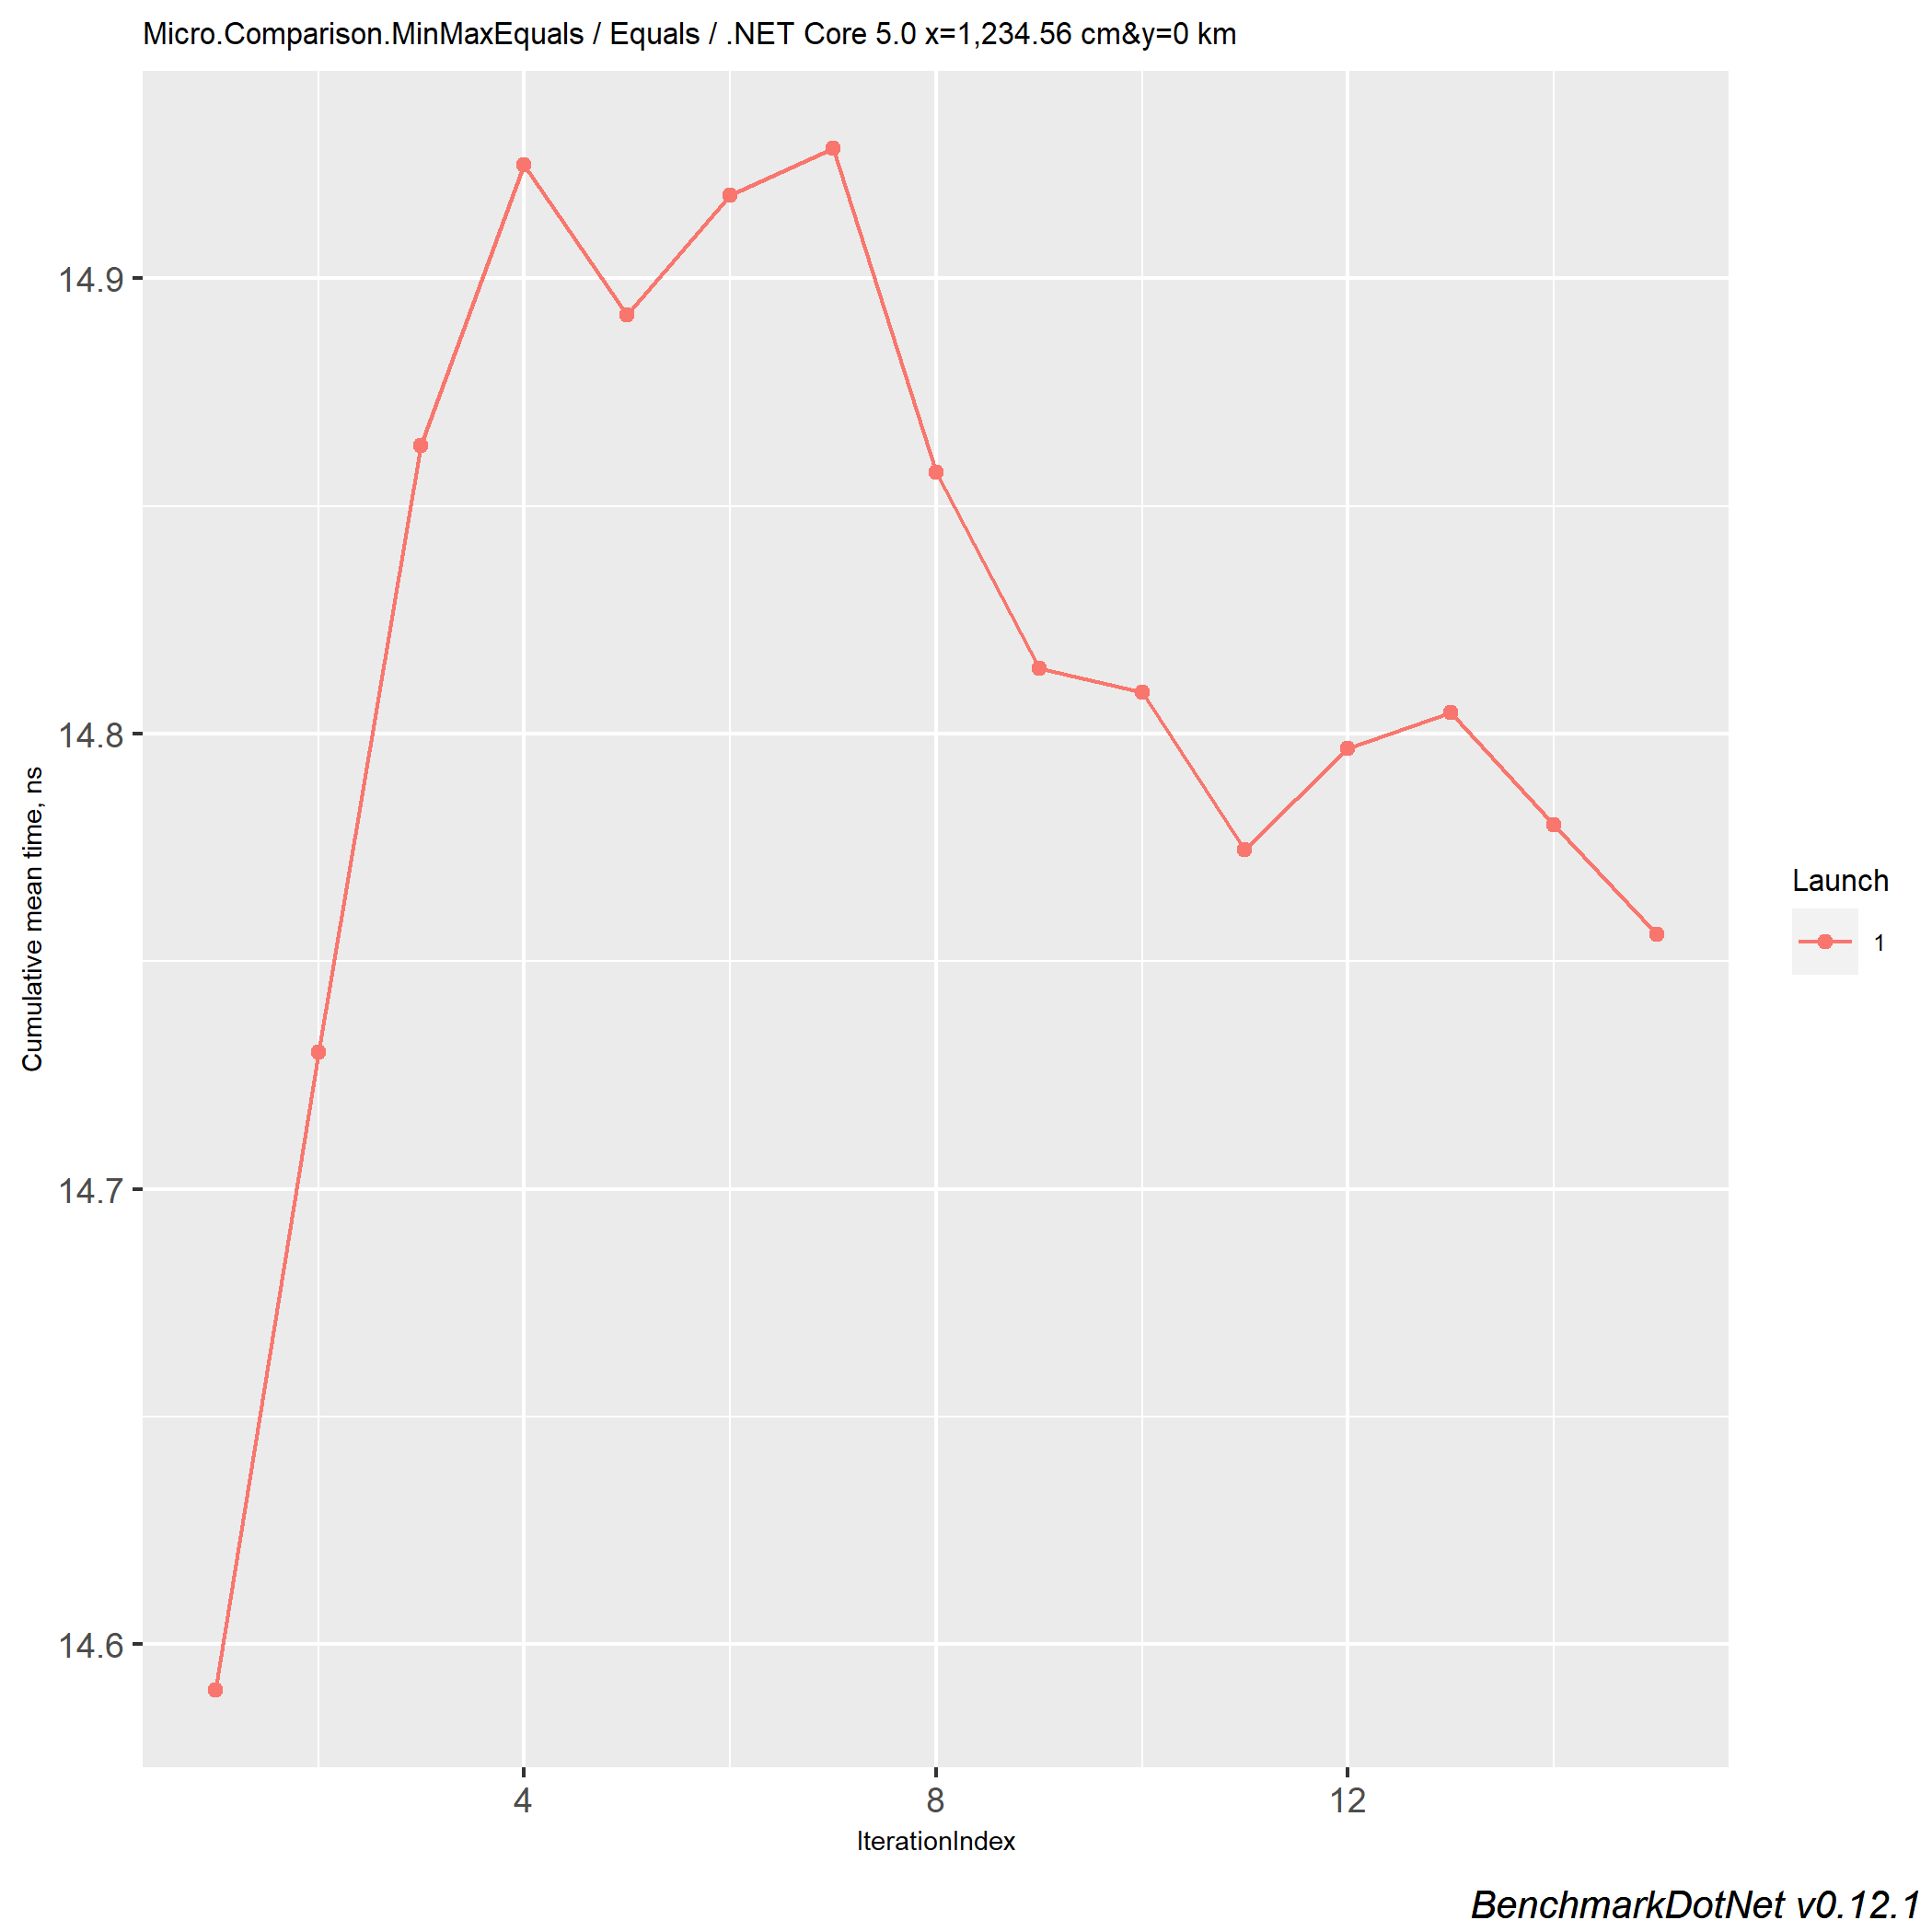 Micro.Comparison.MinMaxEquals / Equals / .NET Core 5.0 x=1,234.56 cm&y=0 km
14.9
14.8
14.7
14.6
Cumulative mean time, ns
4
8
12
IterationIndex
Launch
1
BenchmarkDotNet v0.12.1